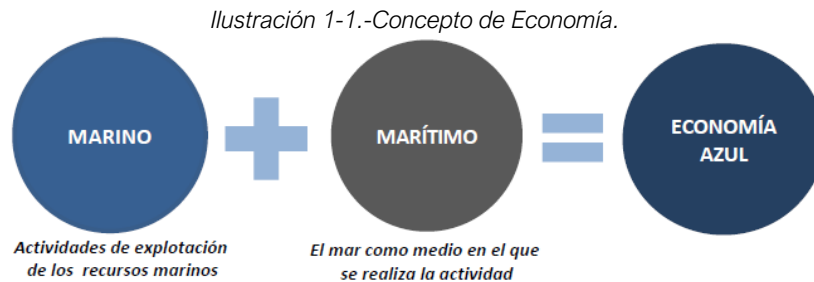 Ilustración 1-1.-Concepto de Economía.
MARINO
MARÍTIMO
ECONOMÍA
AZUL
Actividades de explotación
de los recursos marinos
El mar como medio en el que
se realiza la actividad